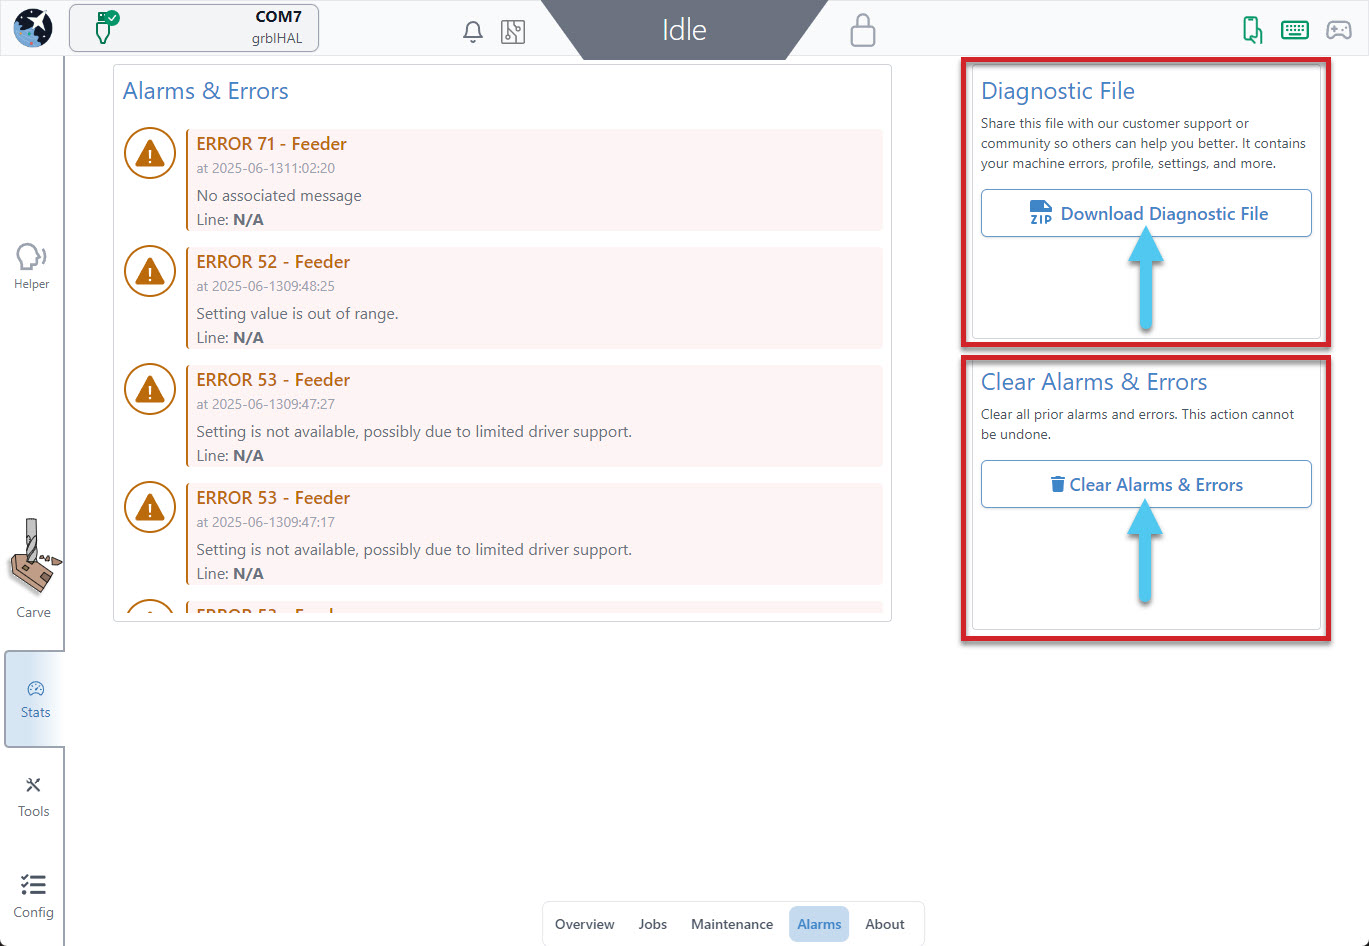 COM7
grblHAL
Idle
Alarms & Errors
ERROR 71 - Feeder
at 2025-06-1311:02:20
No associated message
Line: N/A
ERROR 52 - Feeder
at 2025-06-1309:48:25
Setting value is out of range.
Line: N/A
ERROR 53 - Feeder
at 2025-06-1309:47:27
Setting is not available, possibly due to limited driver support.
Line: N/A
ERROR 53 - Feeder
at 2025-06-1309:47:17
Setting is not available, possibly due to limited driver support.
Line: N/A
ERROR 53 - Feeder
Diagnostic File
Share this file with our customer support or
community so others can help you better. It contains
your machine errors, profile, settings, and more.
ZIP Download Diagnostic File
Clear Alarms & Errors
Clear all prior alarms and errors. This action cannot
be undone.
Clear Alarms & Errors
Helper
Carve
Stats
Tools
Config
Overview Jobs Maintenance Alarms About